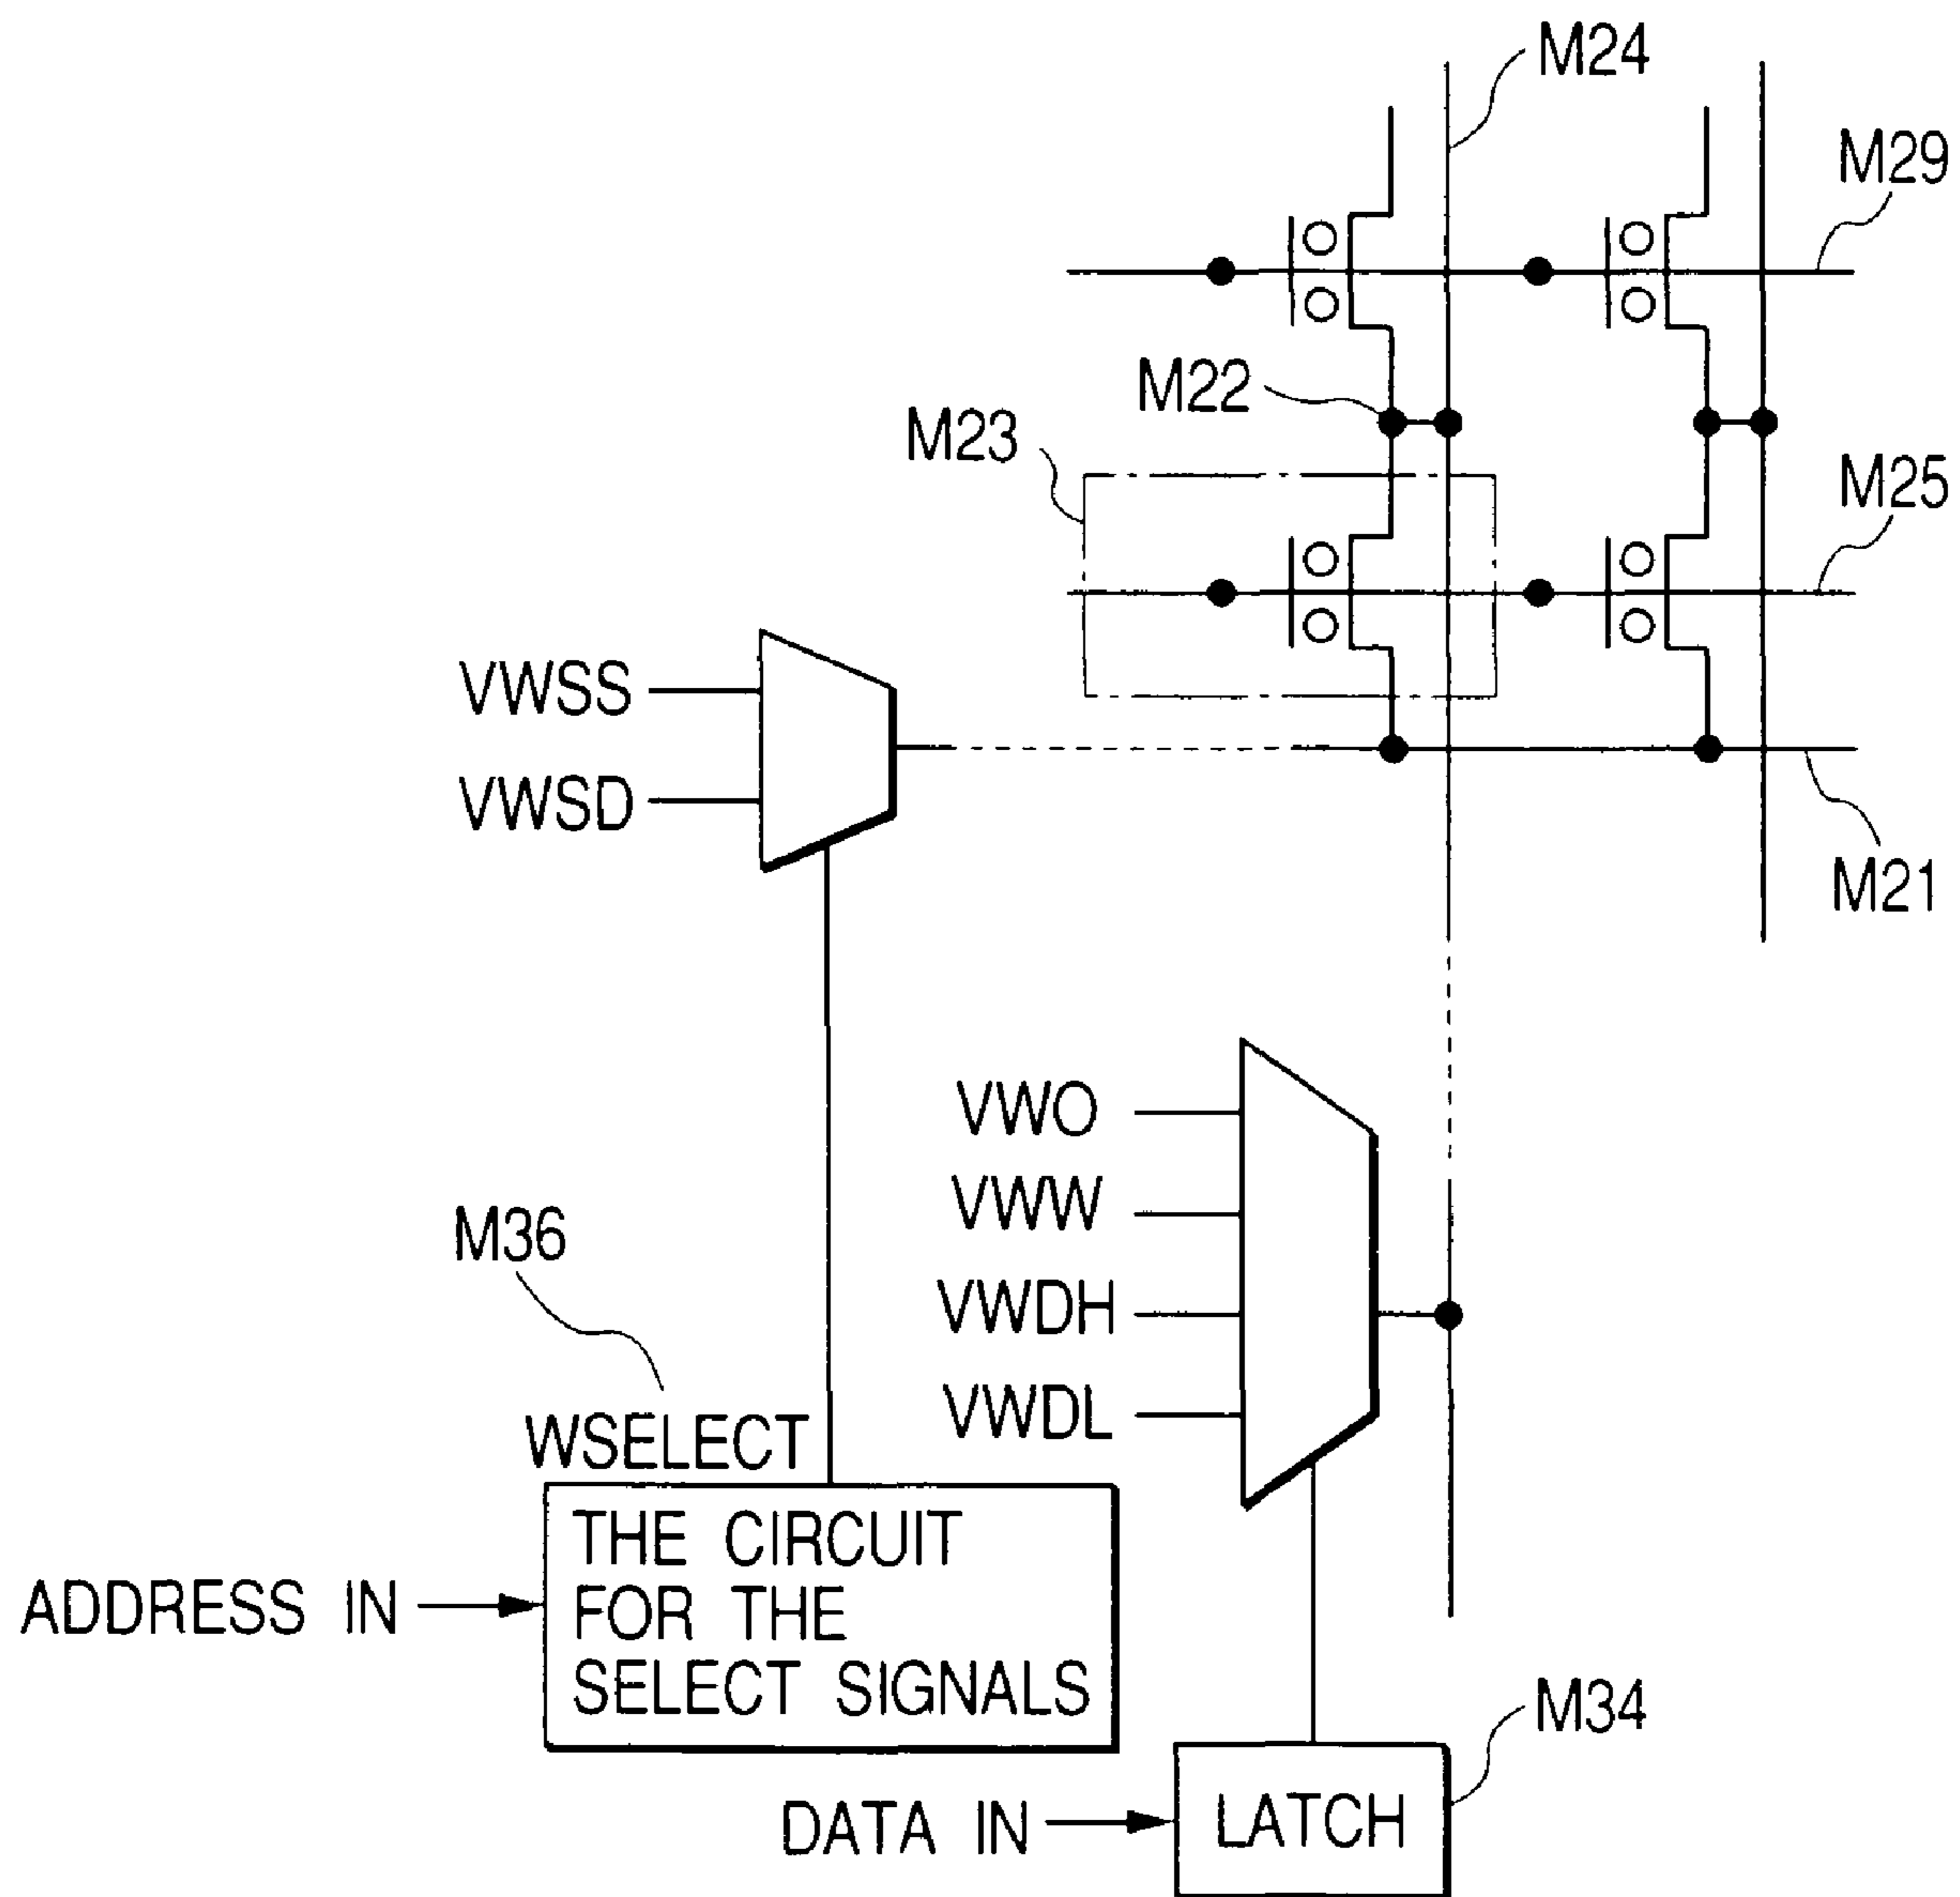 M24
M29
M22
M23
M25
VWSS
VWSD
M21
VWO
VWW
M36
VWDH
VWDL
WSELECT
THE CIRCUIT
FOR THE
SELECT SIGNALS
ADDRESS IN
M34
DATA IN
LATCH